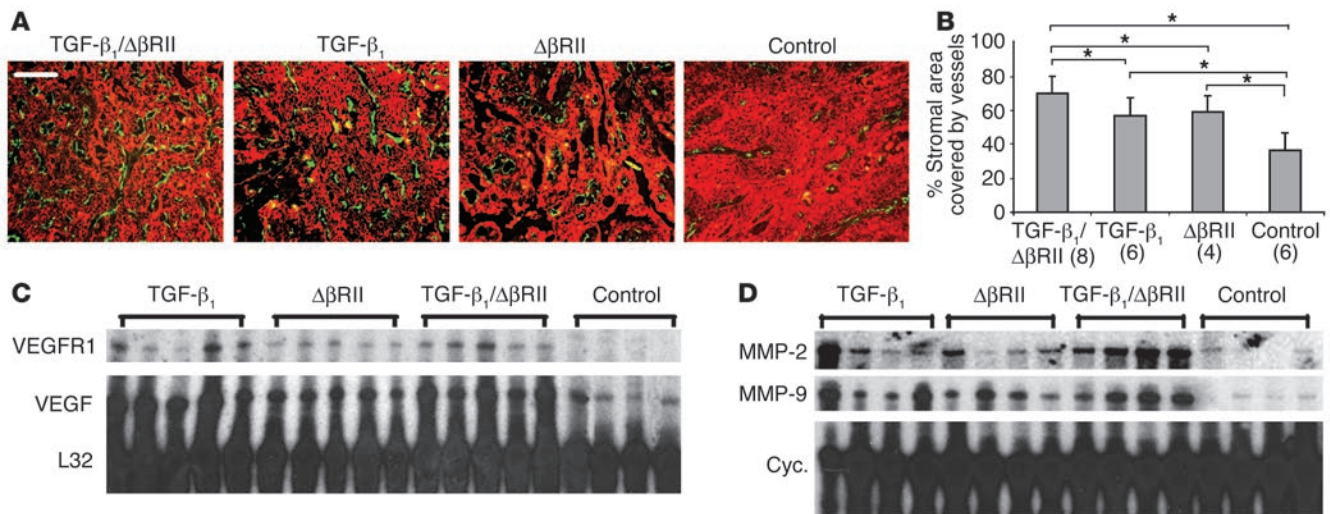 A
TGF-β₁/ΔβRII TGF-β₁ ΔβRII Control
B
% Stromal area
covered by vessels
100
80
60
40
20
0
* * * * *
TGF-β₁/ TGF-β₁ ΔβRII Control
ΔβRII (8) (6) (4) (6)
C
TGF-β₁ ΔβRII TGF-β₁/ΔβRII Control
VEGFR1
VEGF
L32
D
TGF-β₁ ΔβRII TGF-β₁/ΔβRII Control
MMP-2
MMP-9
Cyc.